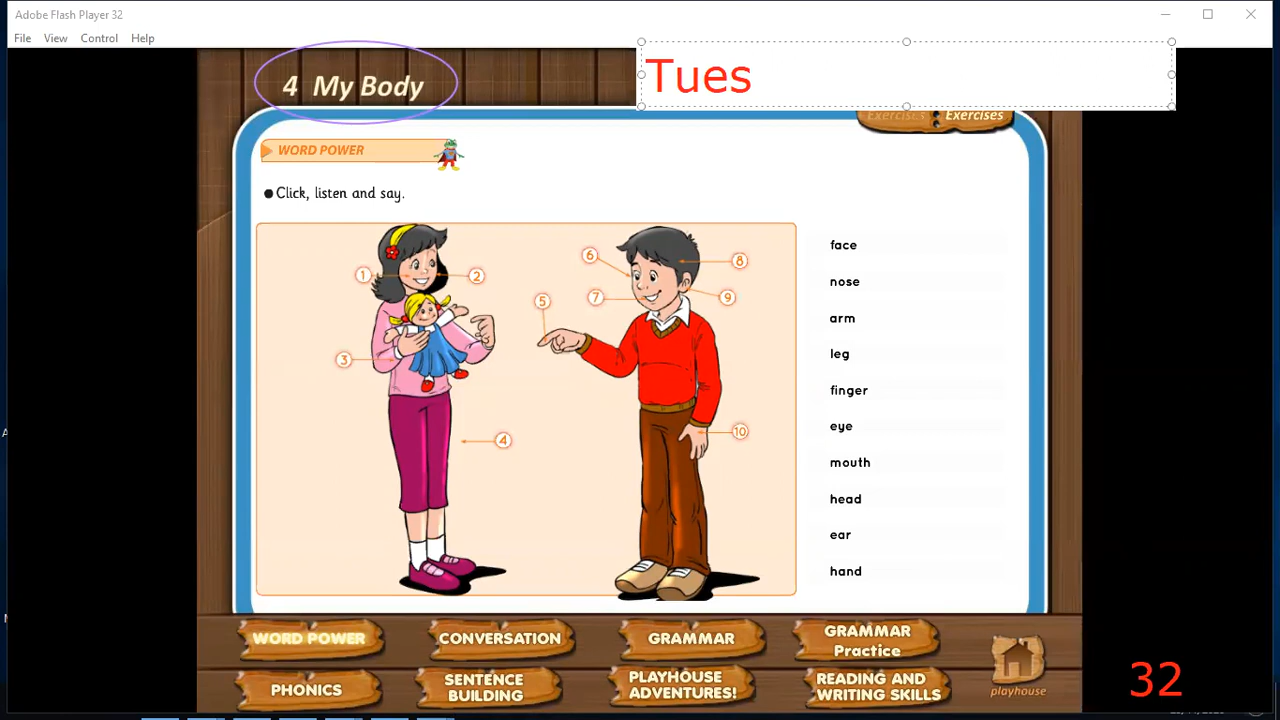 Adobe Flash Player 32
File View Control Help
4 My Body
Tues
Exercises Exercises
WORD POWER
Click, listen and say.
1
2
3
4
5
6
7
8
9
10
face
nose
arm
leg
finger
eye
mouth
head
ear
hand
WORD POWER
CONVERSATION
GRAMMAR
GRAMMAR
Practice
PHONICS
SENTENCE
BUILDING
PLAYHOUSE
ADVENTURES!
READING AND
WRITING SKILLS
playhouse
32